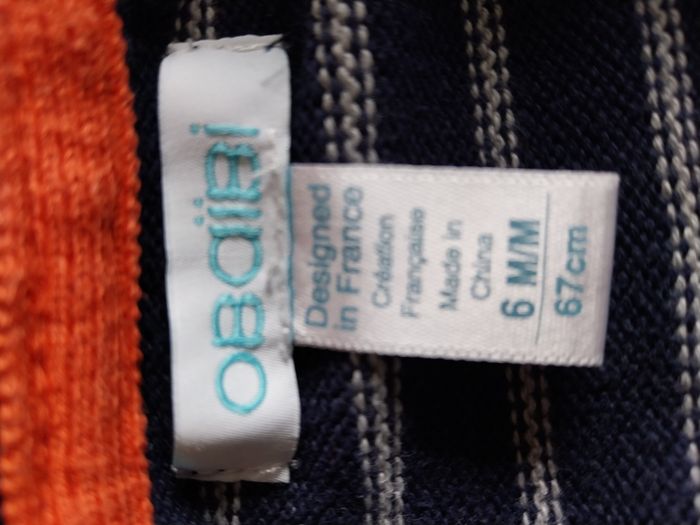 OBAÏBI
Designed
in France
Création
Française
Made in
China
6 M/M
67cm